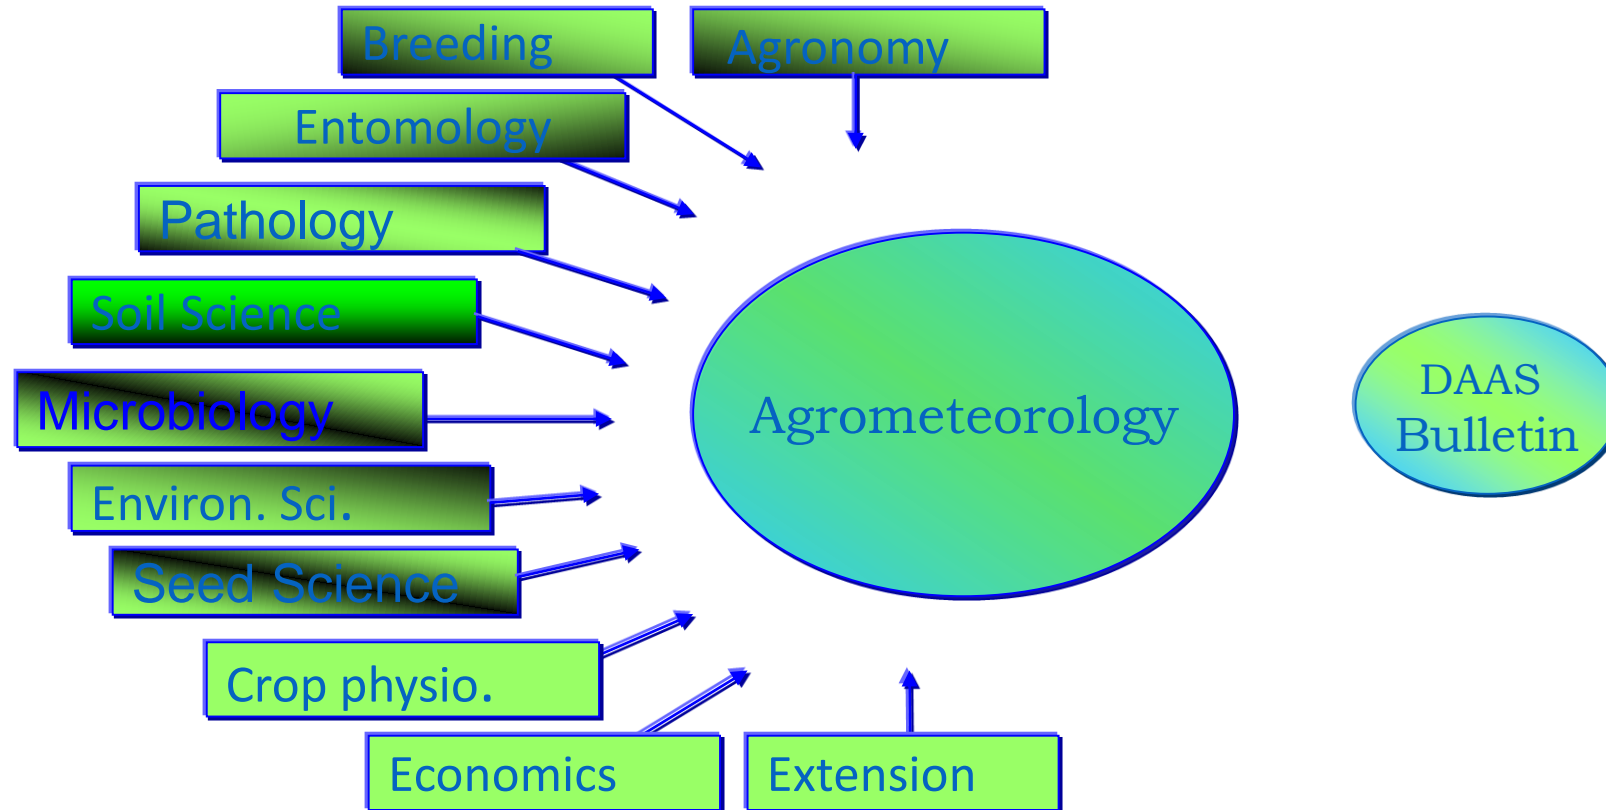 Breeding
Agronomy
Entomology
Pathology
Soil Science
Microbiology
Environ. Sci.
Seed Science
Crop physio.
Economics
Extension
Agrometeorology
DAAS
Bulletin